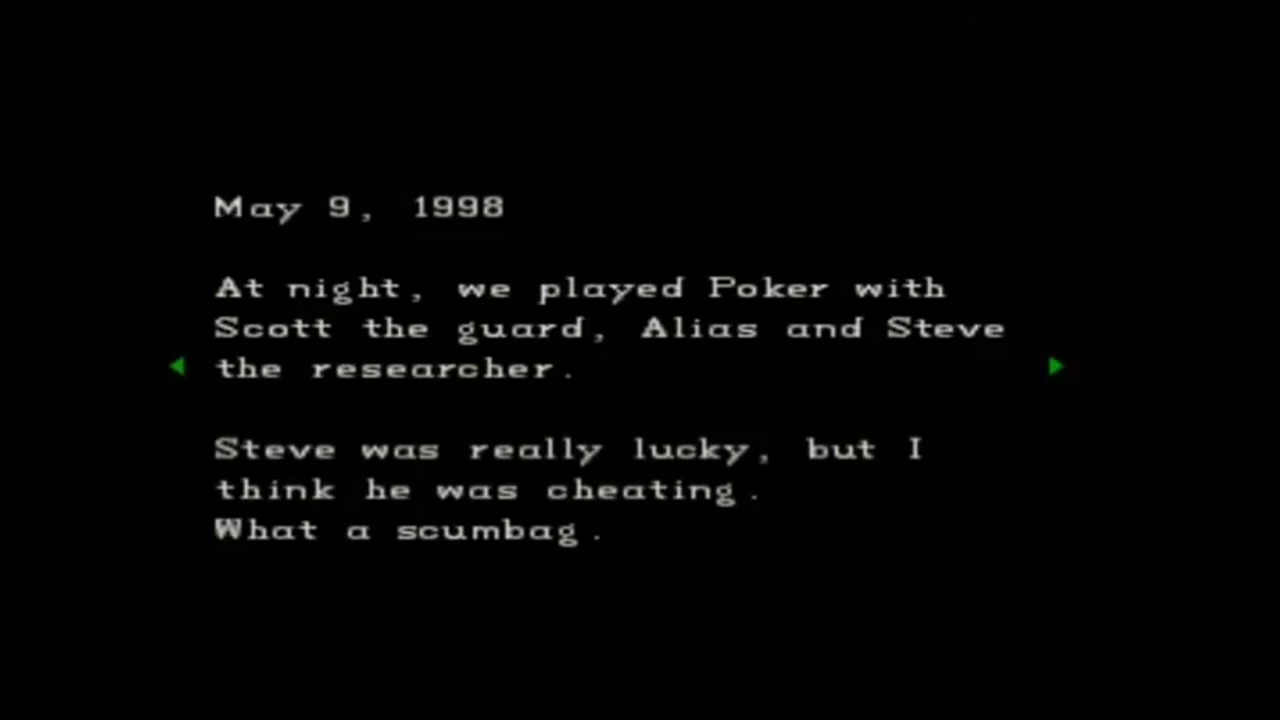 May 9, 1998
At night, we played Poker with
Scott the guard, Alias and Steve
the researcher.
Steve was really lucky, but I
think he was cheating.
What a scumbag.